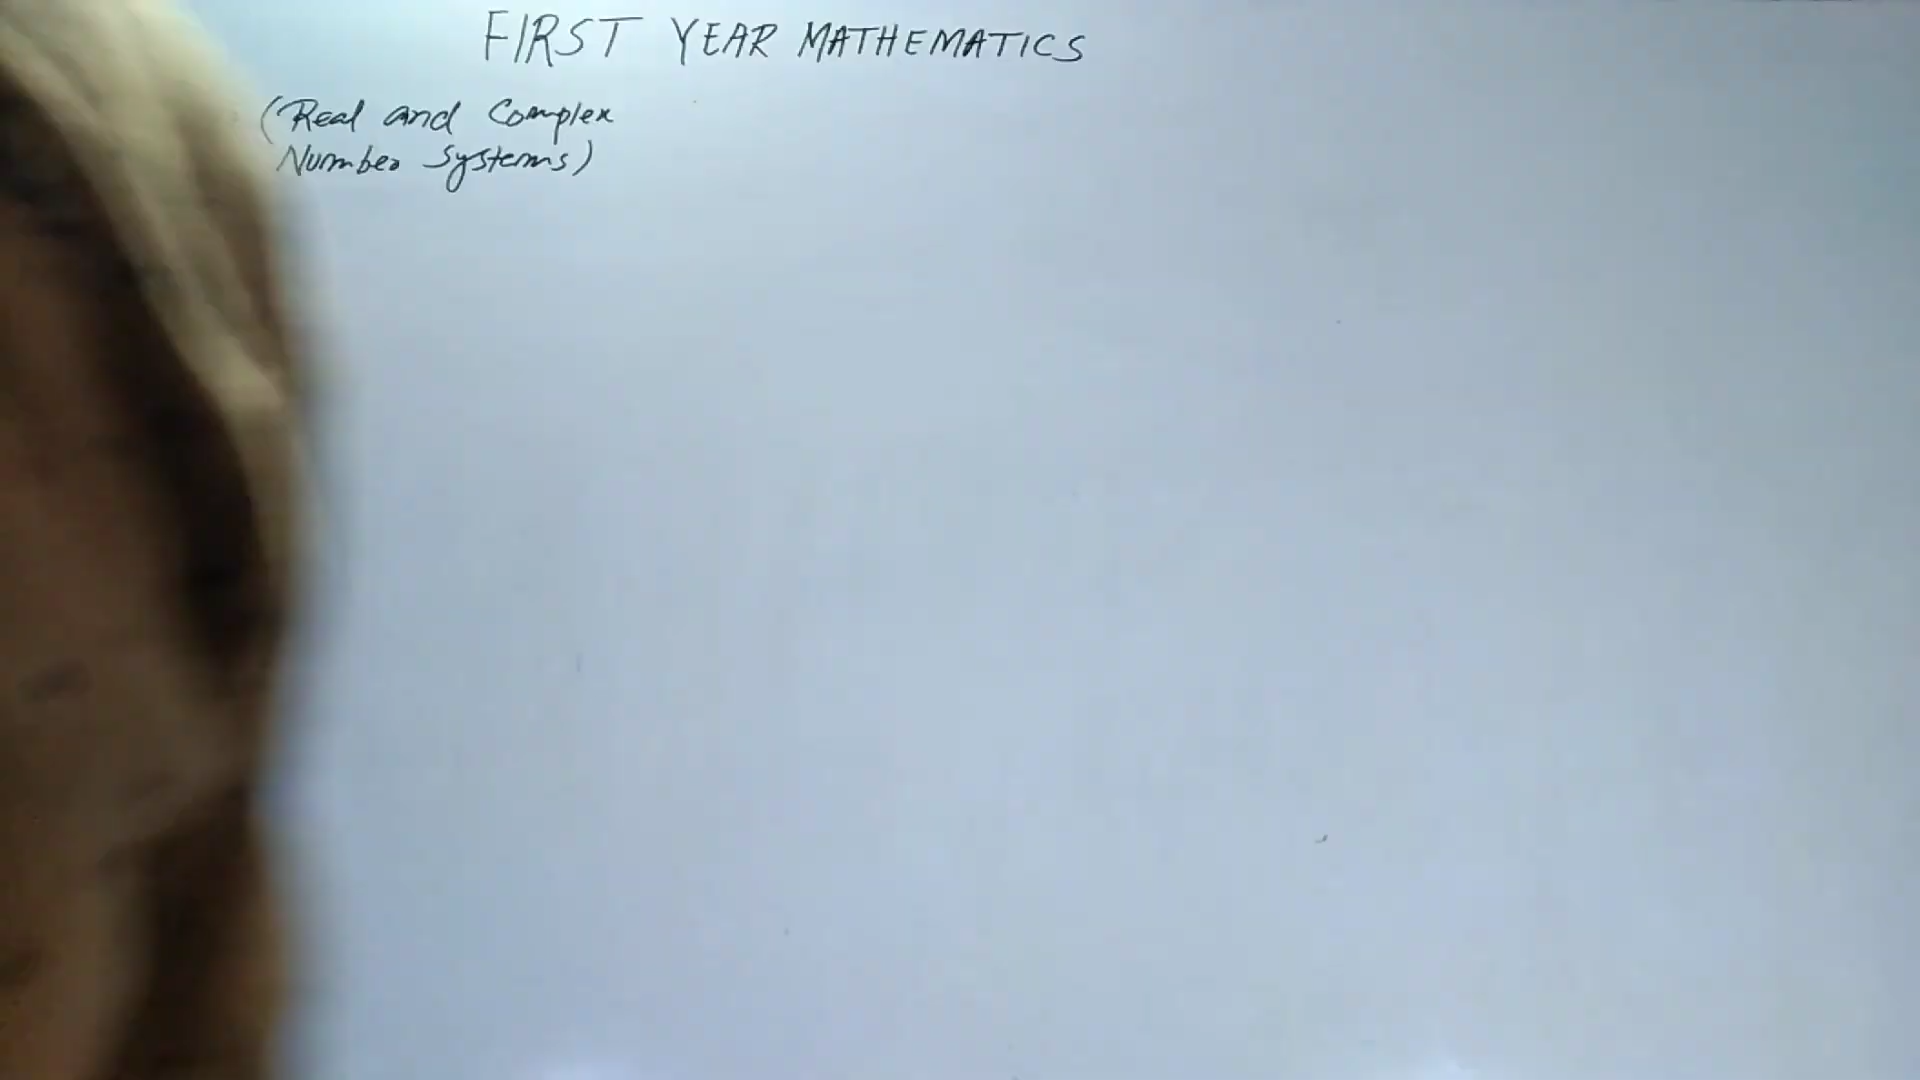 FIRST YEAR MATHEMATICS
(Real and Complex
Number Systems)